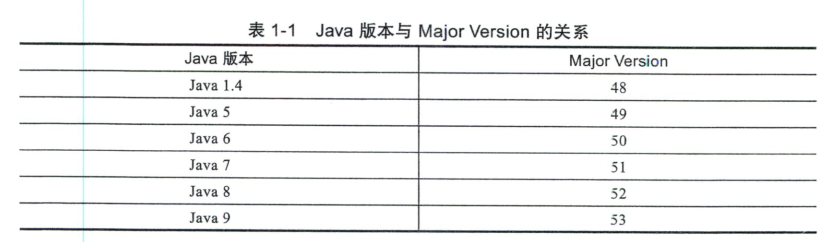 表 1-1 Java 版本与 Major Version 的关系
Java 版本 Major Version
Java 1.4 48
Java 5 49
Java 6 50
Java 7 51
Java 8 52
Java 9 53